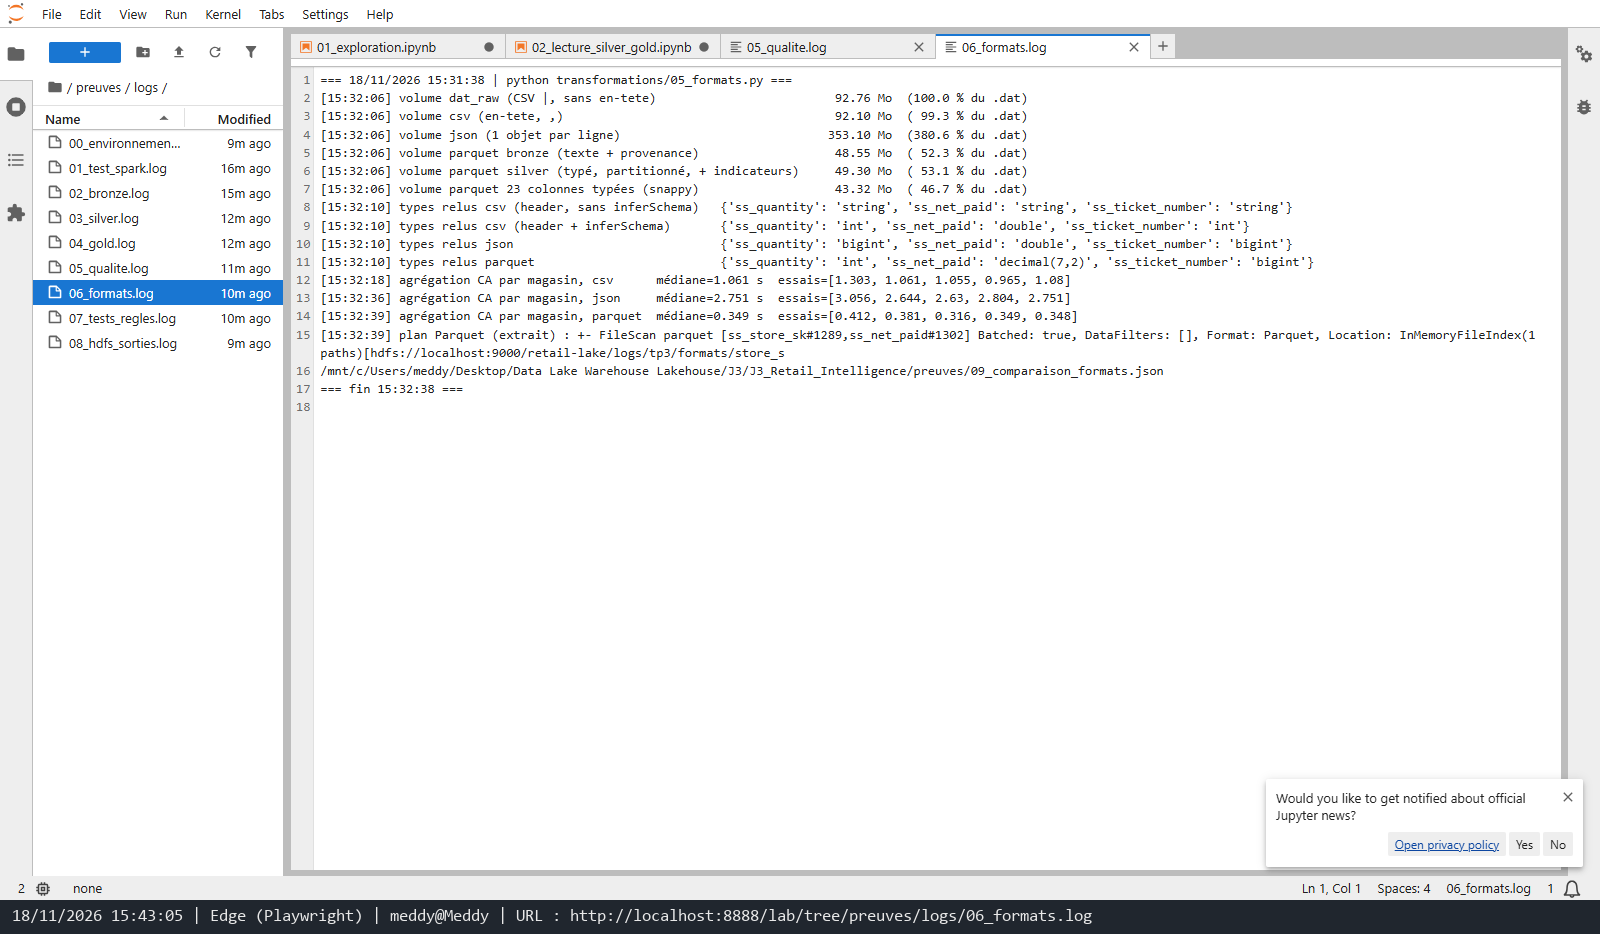 File Edit View Run Kernel Tabs Settings Help
+
/ preuves / logs /
Name Modified
00_environnemen... 9m ago
01_test_spark.log 16m ago
02_bronze.log 15m ago
03_silver.log 12m ago
04_gold.log 12m ago
05_qualite.log 11m ago
06_formats.log 10m ago
07_tests_regles.log 10m ago
08_hdfs_sorties.log 9m ago
01_exploration.ipynb 02_lecture_silver_gold.ipynb 05_qualite.log 06_formats.log
1 === 18/11/2026 15:31:38 | python transformations/05_formats.py ===
2 [15:32:06] volume dat_raw (CSV |, sans en-tete) 92.76 Mo (100.0 % du .dat)
3 [15:32:06] volume csv (en-tete, ,) 92.10 Mo ( 99.3 % du .dat)
4 [15:32:06] volume json (1 objet par ligne) 353.10 Mo (380.6 % du .dat)
5 [15:32:06] volume parquet bronze (texte + provenance) 48.55 Mo ( 52.3 % du .dat)
6 [15:32:06] volume parquet silver (typé, partitionné, + indicateurs) 49.30 Mo ( 53.1 % du .dat)
7 [15:32:06] volume parquet 23 colonnes typées (snappy) 43.32 Mo ( 46.7 % du .dat)
8 [15:32:10] types relus csv (header, sans inferSchema) {'ss_quantity': 'string', 'ss_net_paid': 'string', 'ss_ticket_number': 'string'}
9 [15:32:10] types relus csv (header + inferSchema) {'ss_quantity': 'int', 'ss_net_paid': 'double', 'ss_ticket_number': 'int'}
10 [15:32:10] types relus json {'ss_quantity': 'bigint', 'ss_net_paid': 'double', 'ss_ticket_number': 'bigint'}
11 [15:32:10] types relus parquet {'ss_quantity': 'int', 'ss_net_paid': 'decimal(7,2)', 'ss_ticket_number': 'bigint'}
12 [15:32:18] agrégation CA par magasin, csv médiane=1.061 s essais=[1.303, 1.061, 1.055, 0.965, 1.08]
13 [15:32:36] agrégation CA par magasin, json médiane=2.751 s essais=[3.056, 2.644, 2.63, 2.804, 2.751]
14 [15:32:39] agrégation CA par magasin, parquet médiane=0.349 s essais=[0.412, 0.381, 0.316, 0.349, 0.348]
15 [15:32:39] plan Parquet (extrait) : +- FileScan parquet [ss_store_sk#1289,ss_net_paid#1302] Batched: true, DataFilters: [], Format: Parquet, Location: InMemoryFileIndex(1
paths)[hdfs://localhost:9000/retail-lake/logs/tp3/formats/store_s
16 /mnt/c/Users/meddy/Desktop/Data Lake Warehouse Lakehouse/J3/J3_Retail_Intelligence/preuves/09_comparaison_formats.json
17 === fin 15:32:38 ===
18
Would you like to get notified about official
Jupyter news?
Open privacy policy Yes No
2 none Ln 1, Col 1 Spaces: 4 06_formats.log 1
18/11/2026 15:43:05 | Edge (Playwright) | meddy@Meddy | URL : http://localhost:8888/lab/tree/preuves/logs/06_formats.log